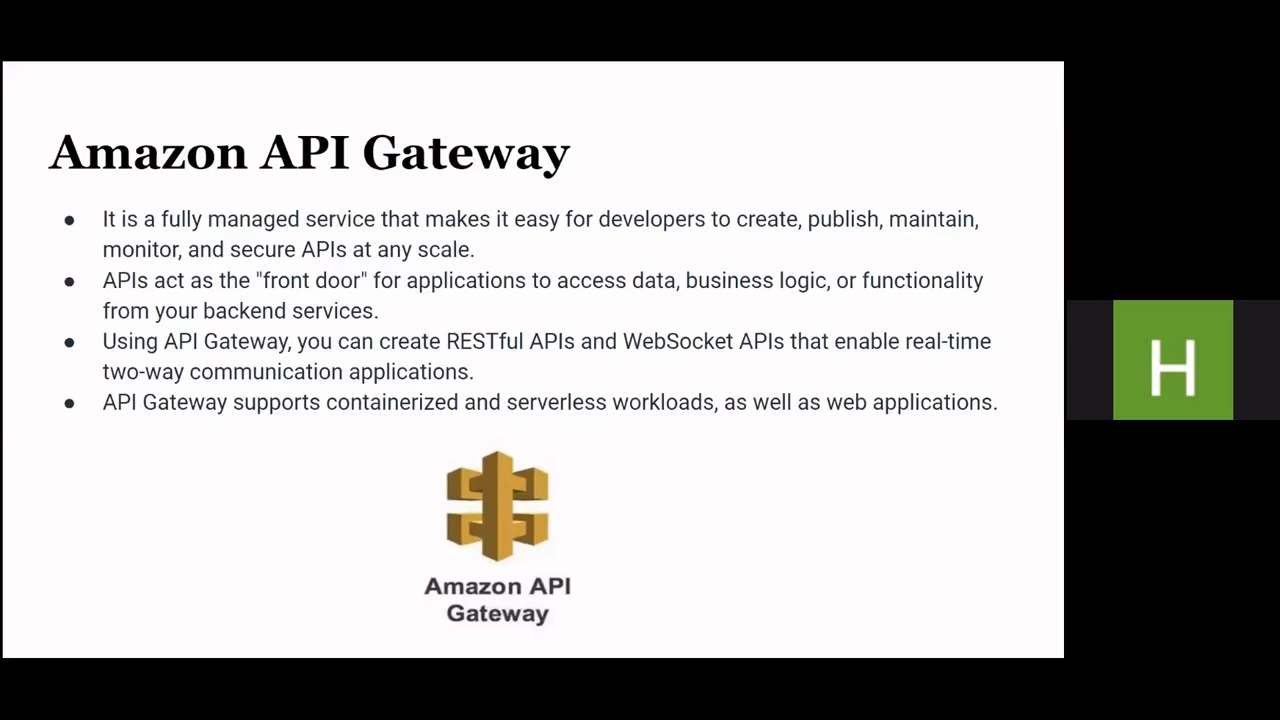 Amazon API Gateway
● It is a fully managed service that makes it easy for developers to create, publish, maintain,
monitor, and secure APIs at any scale.
● APIs act as the "front door" for applications to access data, business logic, or functionality
from your backend services.
● Using API Gateway, you can create RESTful APIs and WebSocket APIs that enable real-time
two-way communication applications.
● API Gateway supports containerized and serverless workloads, as well as web applications.
Amazon API
Gateway
H